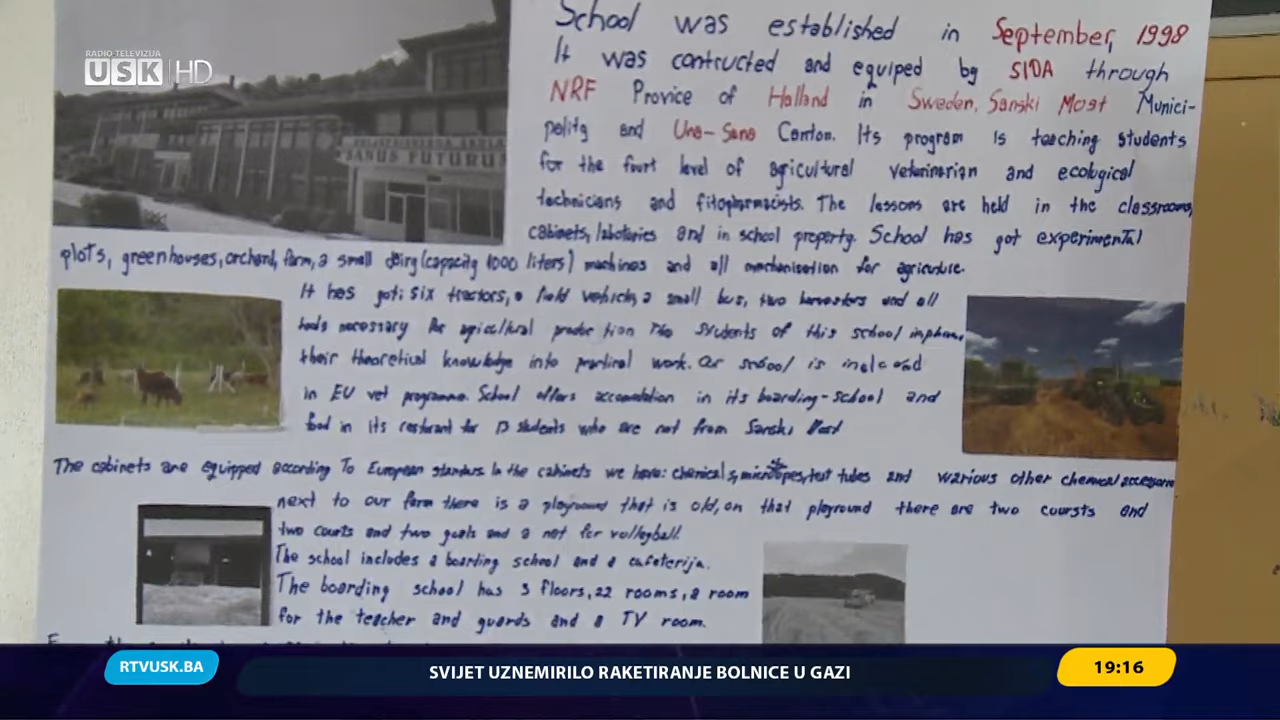 RADIO TELEVIZIJA
USK HD
SANUS FUTURUS
School was established in September, 1998
It was contructed and equiped by SIDA through
NRF Provice of Holland in Sweden, Sanski Most Munici-
pality and Una-Sana Canton. Its program is teaching students
for the fourt level of agricultural veterinarian and ecological
technicians and fitopharmacists. The lessons are held in the classrooms,
cabinets, labotories and in school property. School has got experimental
plots, greenhouses, orchard, farm, a small dairy (capacity 1000 liters) machines and all mechanisation for agriculture.
It has got: six tractors, a field vehicle, a small bus, two harvesters and all
tools necessary for agricultural production The students of this school
their theoretical knowledge into practical work. Our school is
in EU vet programme. School offers accomodation in its boarding-school and
food in its restorant for students who are not from Sanski Most
The cabinets are equipped according To European standars. In the cabinets we have: chemicals, test tubes and warious other chemical
next to our farm there is a playground that is old, on that playground there are two coursts and
two courts and two goals and a net for volleyball.
The school includes a boarding school and a cafeterija.
The boarding school has 3 floors, 22 rooms, a room
for the teacher and guards and a TV room.
RTVUSK.BA
SVIJET UZNEMIRILO RAKETIRANJE BOLNICE U GAZI
19:16